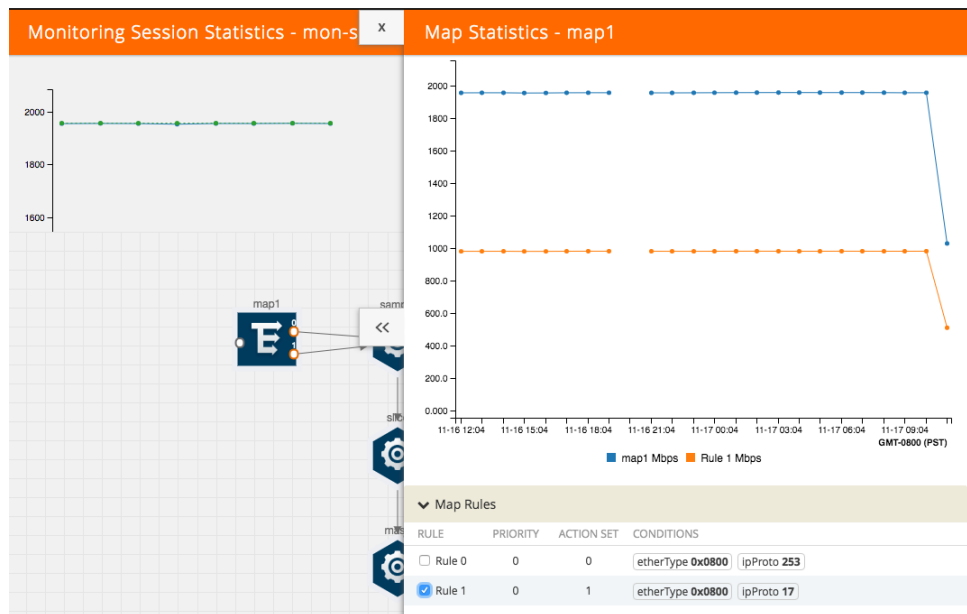 Monitoring Session Statistics - mon-s
x
2000
1800
1600
map1
0
1
samp
<<
slic
mas
Map Statistics - map1
2000
1800
1600
1400
1200
1000
800.0
600.0
400.0
200.0
0.000
11-16 12:04 11-16 15:04 11-16 18:04 11-16 21:04 11-17 00:04 11-17 03:04 11-17 06:04 11-17 09:04
GMT-0800 (PST)
map1 Mbps Rule 1 Mbps
Map Rules
RULE PRIORITY ACTION SET CONDITIONS
Rule 0 0 0 etherType 0x0800 ipProto 253
Rule 1 0 1 etherType 0x0800 ipProto 17